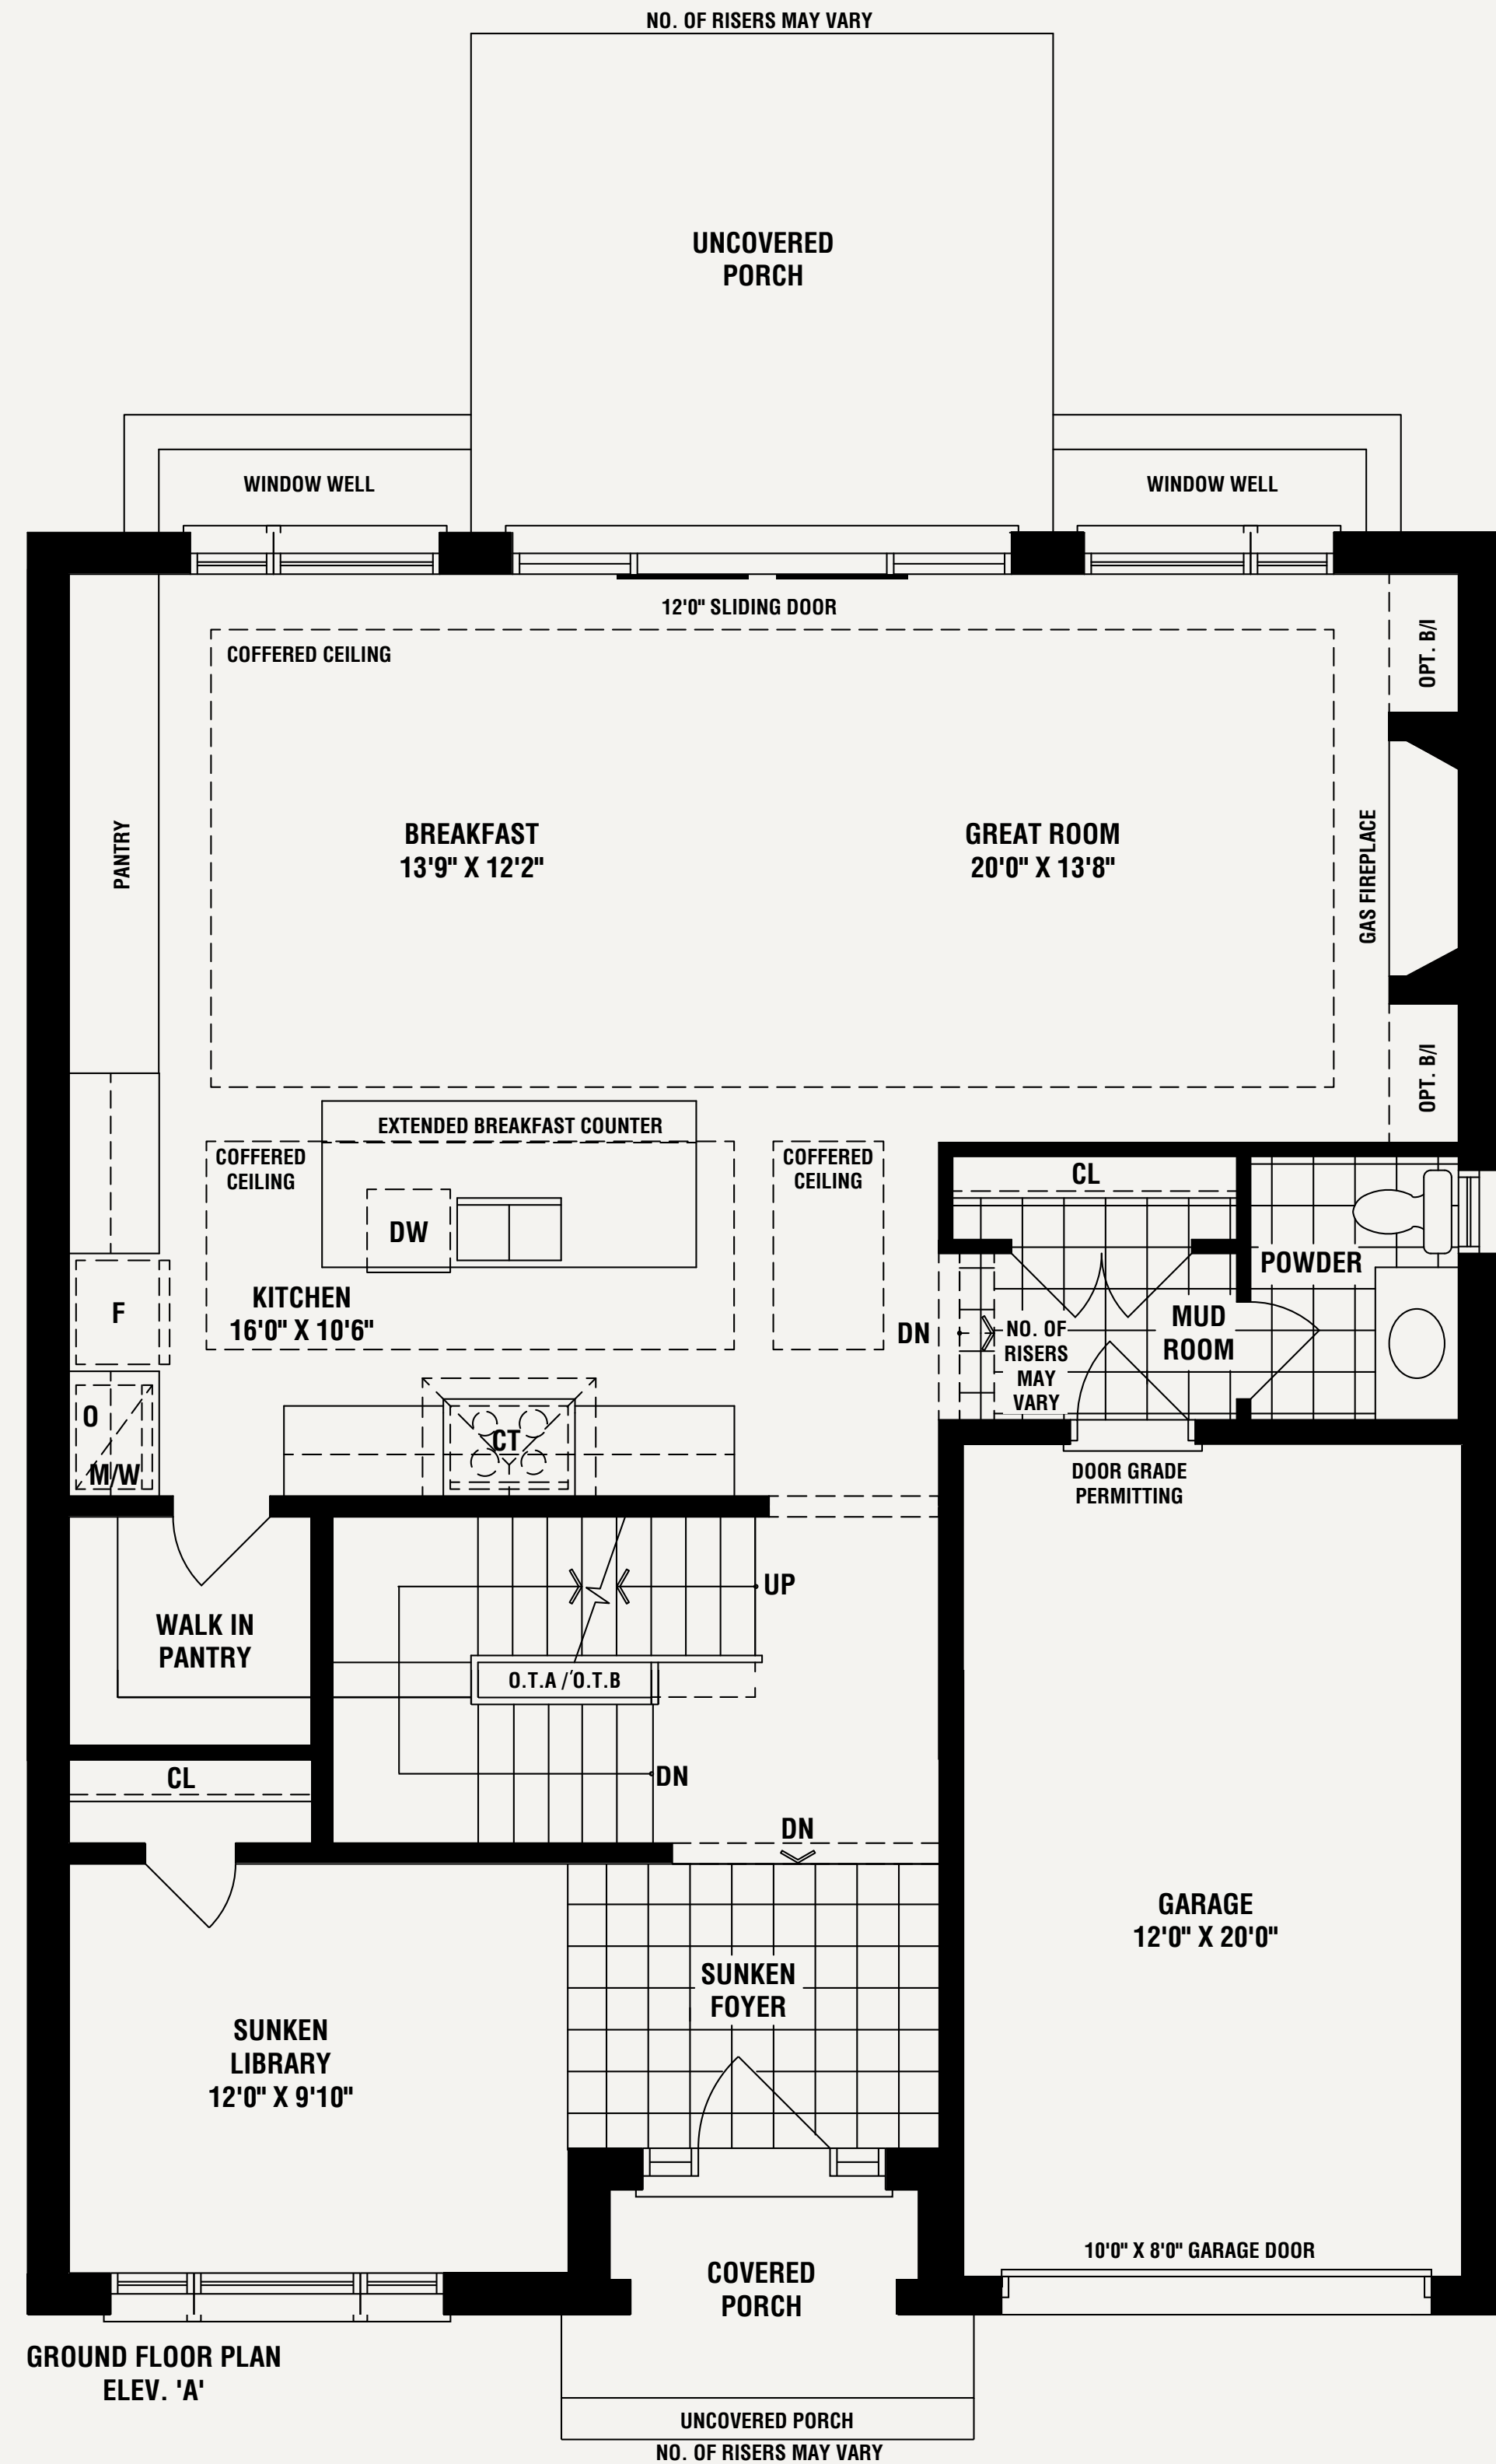 NO. OF RISERS MAY VARY
UNCOVERED
PORCH
WINDOW WELL
WINDOW WELL
12'0" SLIDING DOOR
COFFERED CEILING
OPT. B/I
PANTRY
BREAKFAST
13'9" X 12'2"
GREAT ROOM
20'0" X 13'8"
GAS FIREPLACE
OPT. B/I
EXTENDED BREAKFAST COUNTER
COFFERED
CEILING
COFFERED
CEILING
CL
DW
POWDER
F
KITCHEN
16'0" X 10'6"
DN
NO. OF
RISERS
MAY
VARY
MUD
ROOM
O
M/W
CT
DOOR GRADE
PERMITTING
UP
WALK IN
PANTRY
O.T.A / O.T.B
CL
DN
DN
GARAGE
12'0" X 20'0"
SUNKEN
FOYER
SUNKEN
LIBRARY
12'0" X 9'10"
10'0" X 8'0" GARAGE DOOR
COVERED
PORCH
GROUND FLOOR PLAN
ELEV. 'A'
UNCOVERED PORCH
NO. OF RISERS MAY VARY